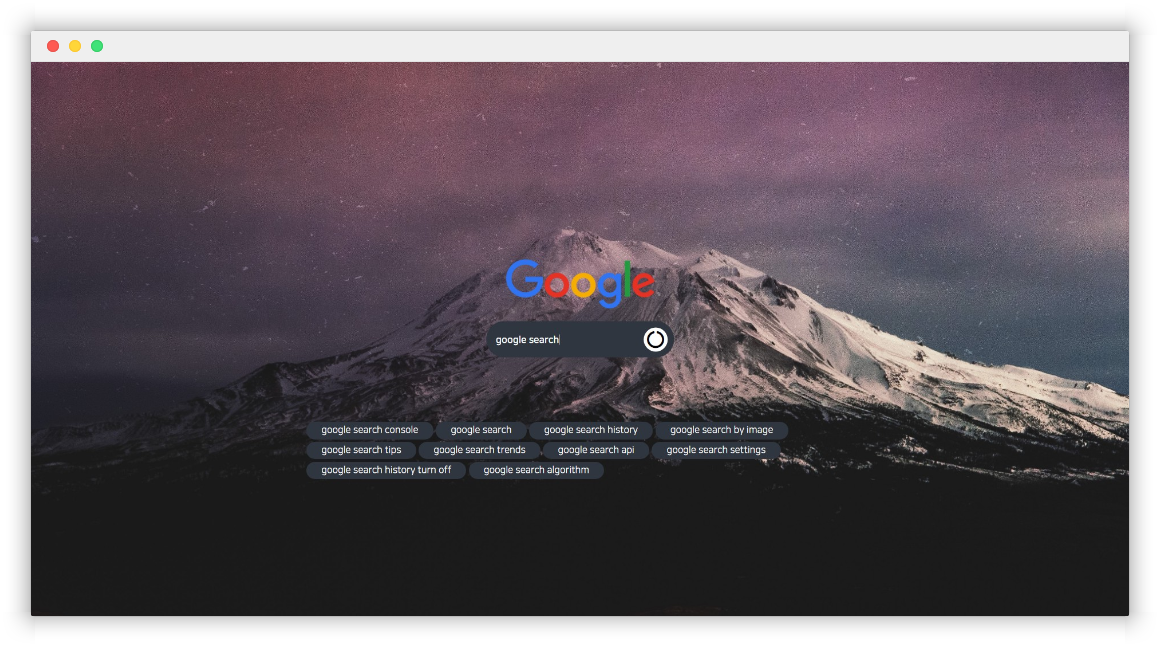 Google
google search
google search console google search google search history google search by image
google search tips google search trends google search api google search settings
google search history turn off google search algorithm